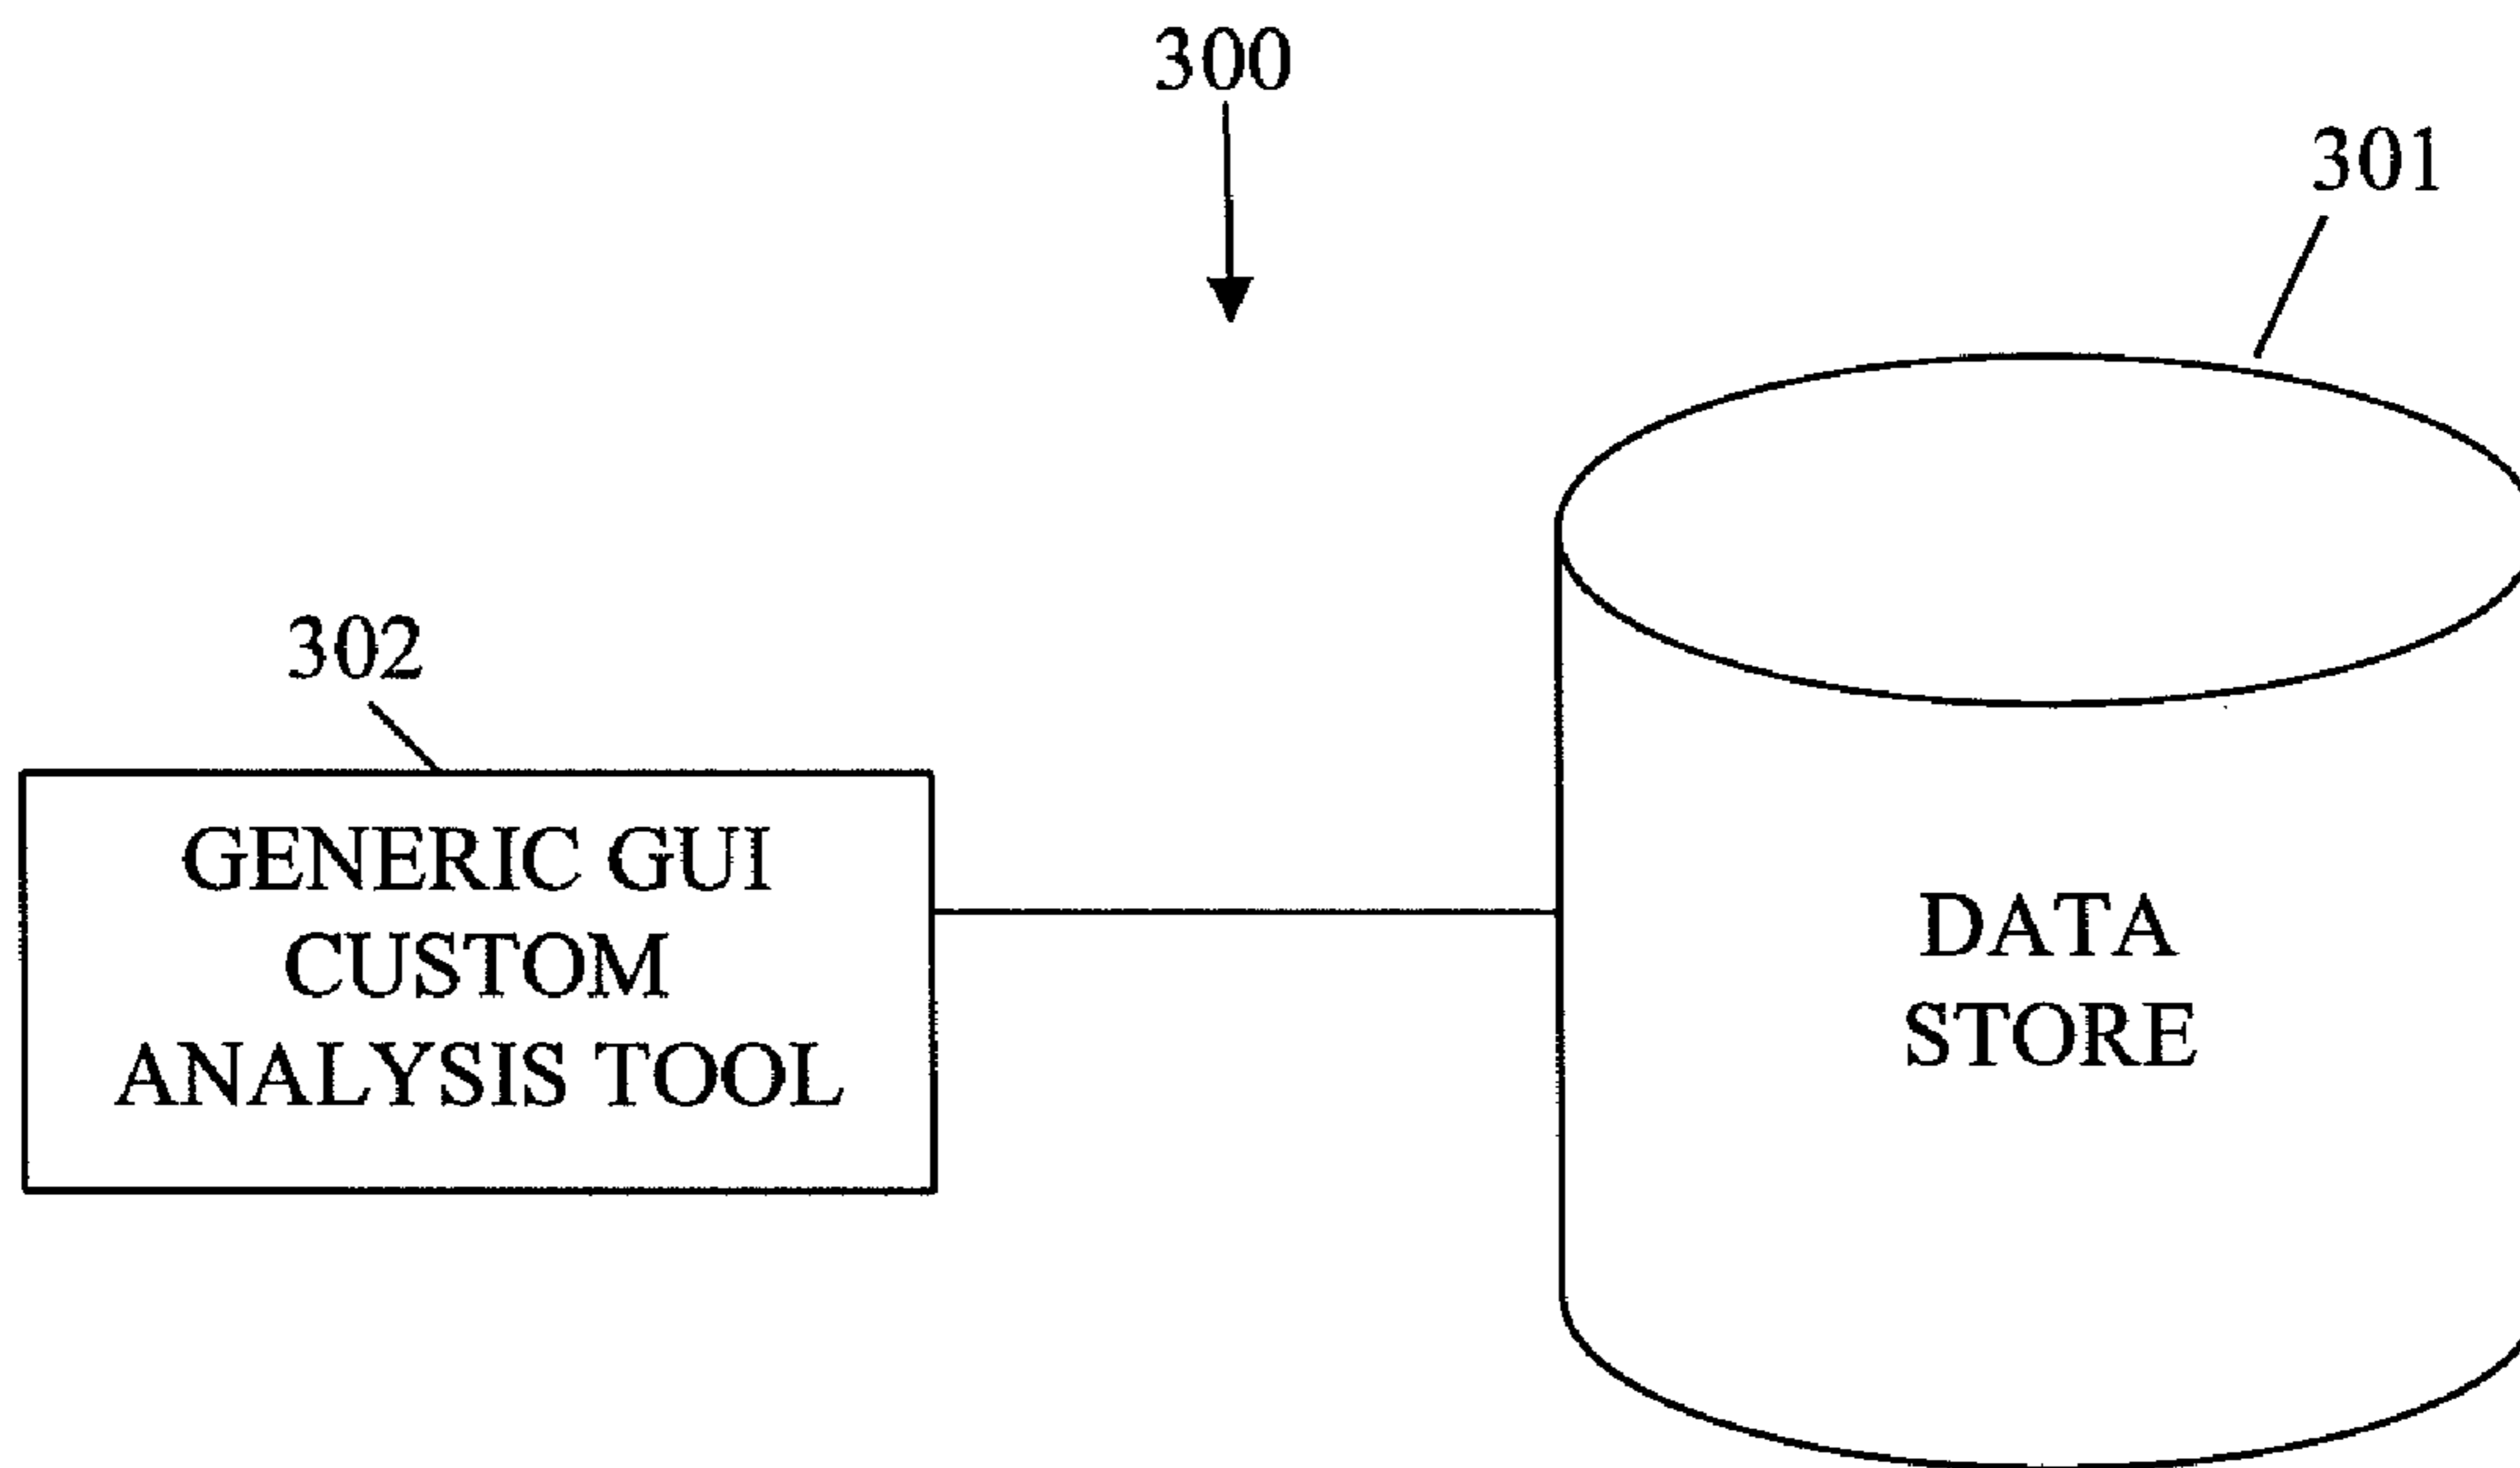 300
301
302
GENERIC GUI
CUSTOM
ANALYSIS TOOL
DATA
STORE